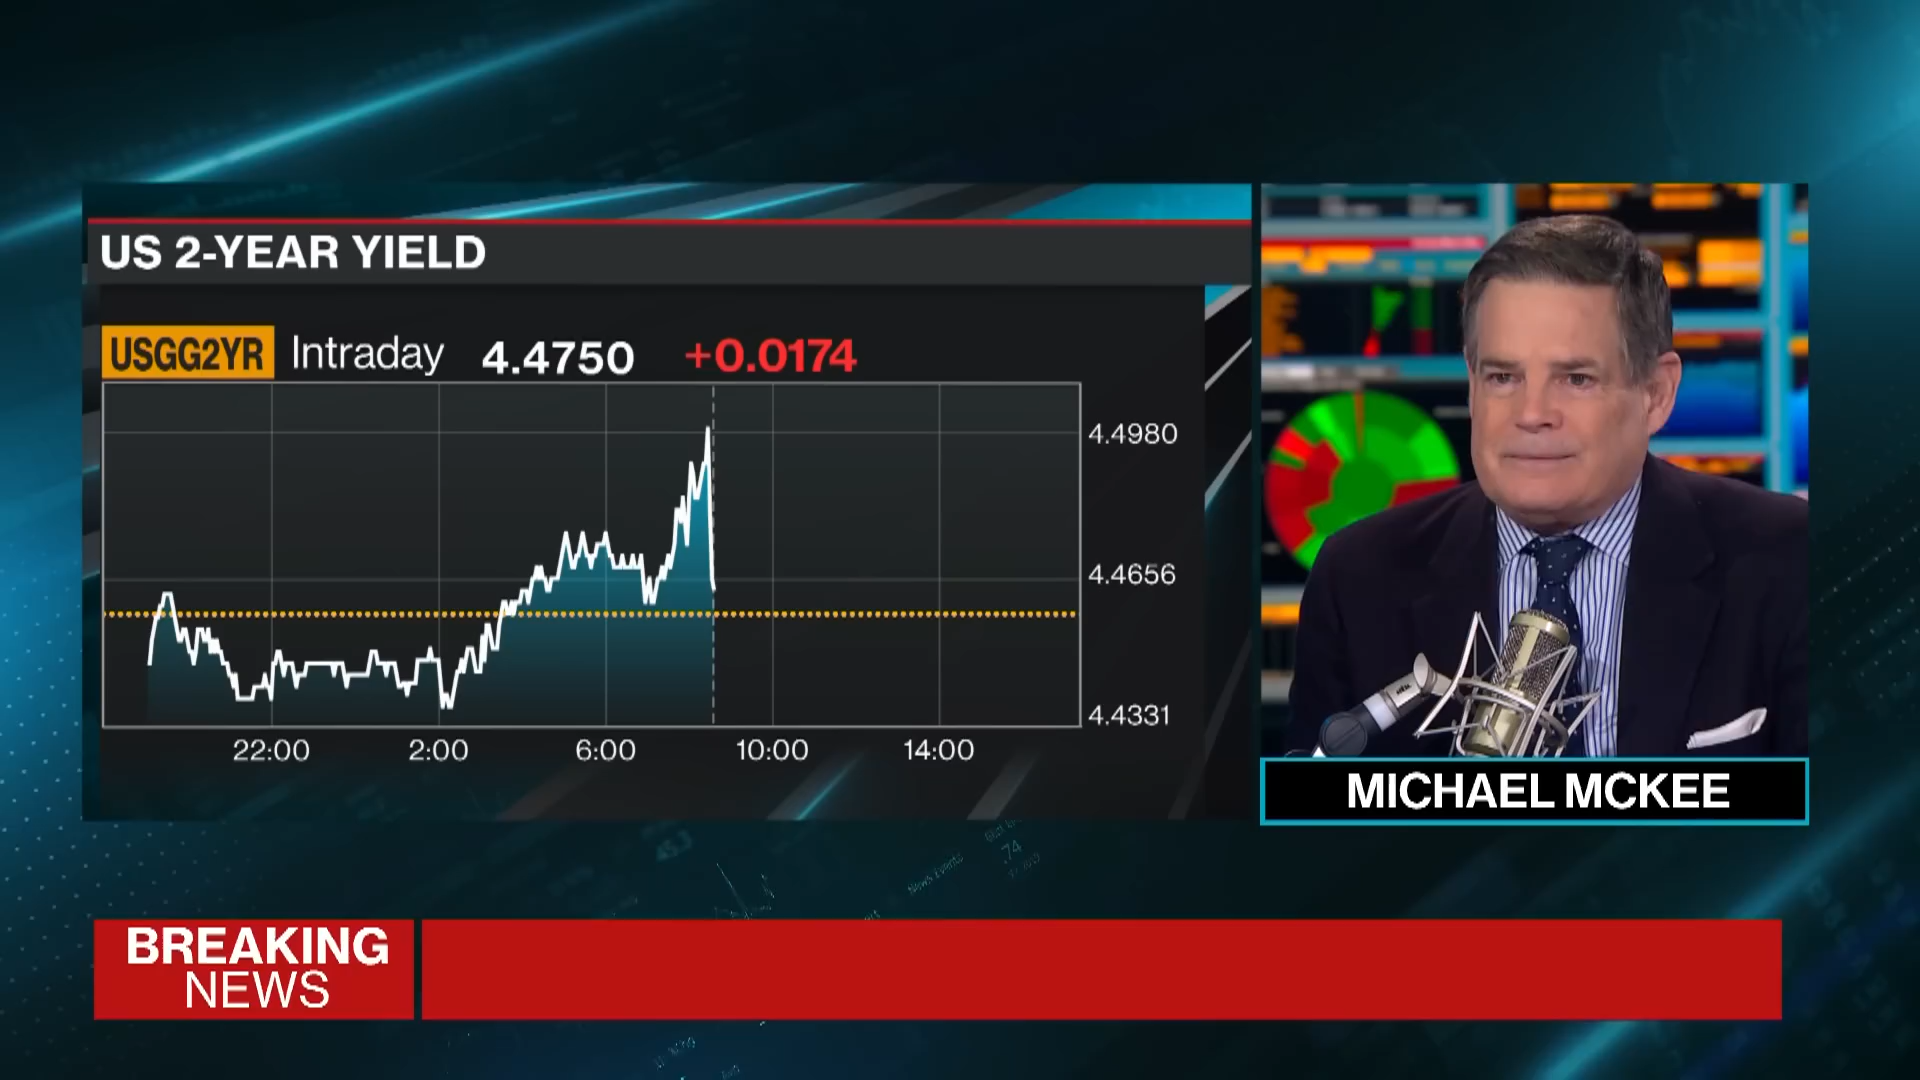 US 2-YEAR YIELD
USGG2YR Intraday 4.4750 +0.0174
4.4980
4.4656
4.4331
22:00 2:00 6:00 10:00 14:00
MICHAEL MCKEE
BREAKING
NEWS